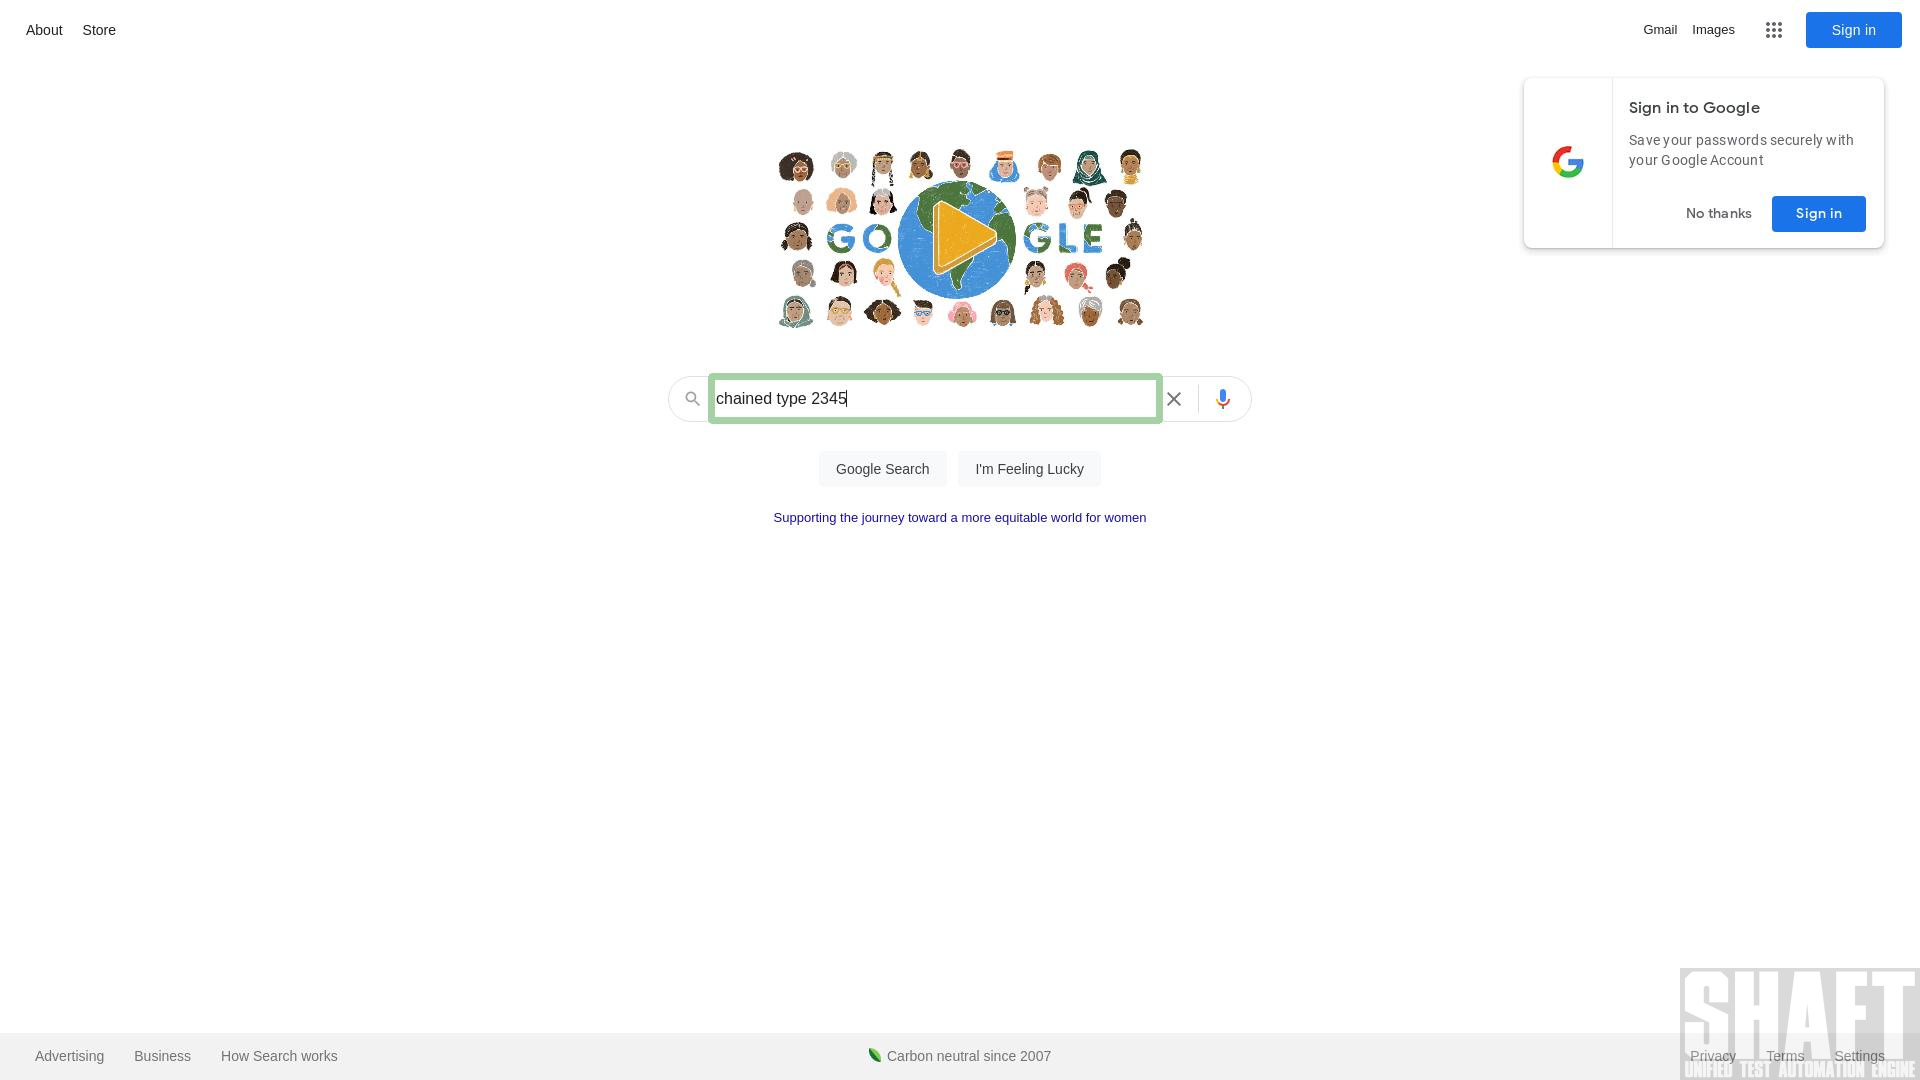 About Store
Gmail Images Sign in
Sign in to Google
Save your passwords securely with
your Google Account
No thanks Sign in
GO GLE
chained type 2345
Google Search I'm Feeling Lucky
Supporting the journey toward a more equitable world for women
SHAFT
Advertising Business How Search works Carbon neutral since 2007 Privacy Terms Settings
UNIFIED TEST AUTOMATION ENGINE